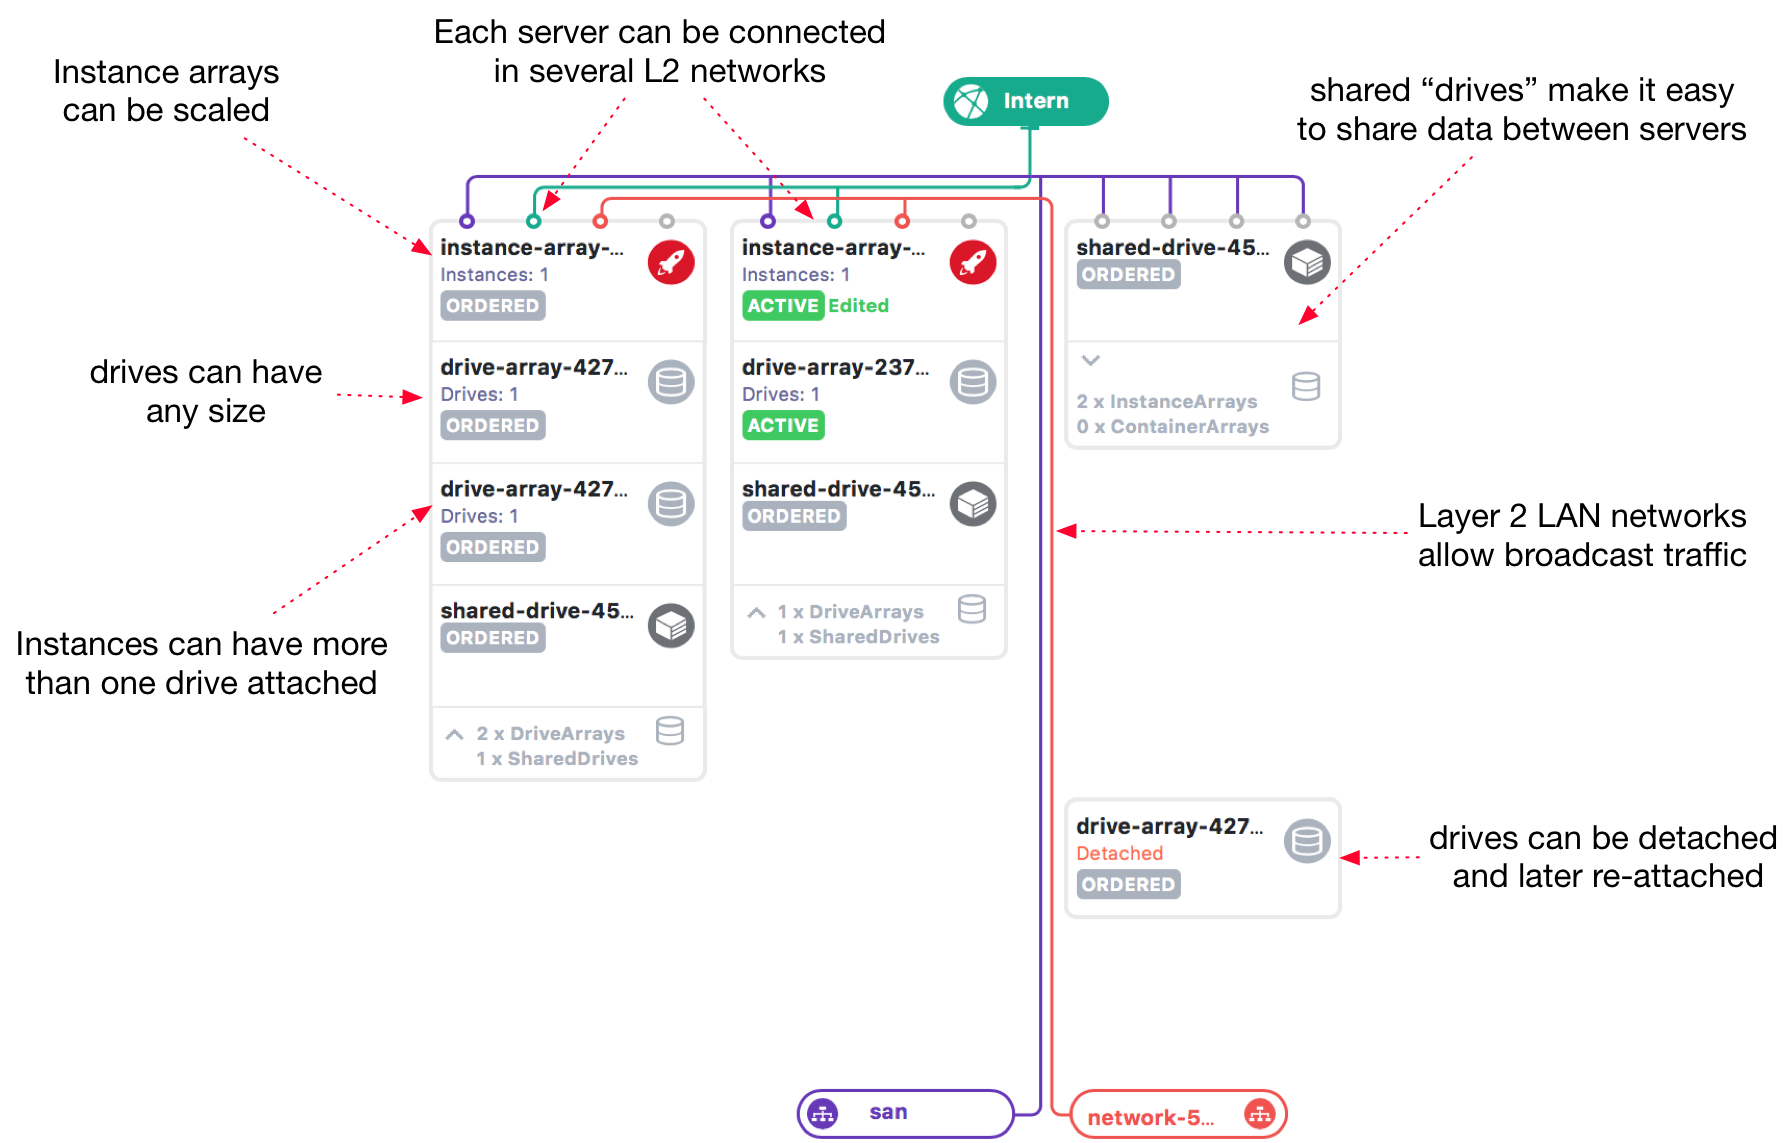 Each server can be connected
in several L2 networks
Instance arrays
can be scaled
Intern
shared “drives” make it easy
to share data between servers
instance-array-...
Instances: 1
ORDERED
drive-array-427...
Drives: 1
ORDERED
drive-array-427...
Drives: 1
ORDERED
shared-drive-45...
ORDERED
2 x DriveArrays
1 x SharedDrives
instance-array-...
Instances: 1
ACTIVE Edited
drive-array-237...
Drives: 1
ACTIVE
shared-drive-45...
ORDERED
1 x DriveArrays
1 x SharedDrives
shared-drive-45...
ORDERED
2 x InstanceArrays
0 x ContainerArrays
drives can have
any size
Instances can have more
than one drive attached
Layer 2 LAN networks
allow broadcast traffic
drive-array-427...
Detached
ORDERED
drives can be detached
and later re-attached
san
network-5...